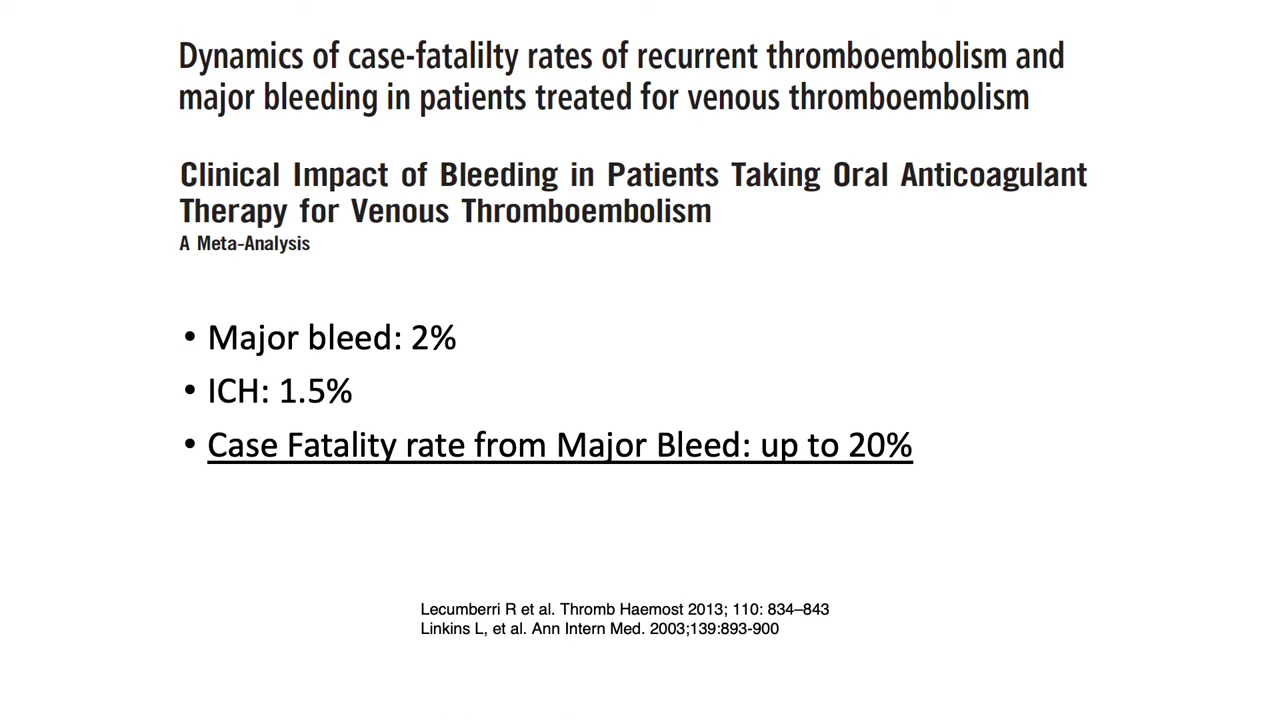 Dynamics of case-fatalilty rates of recurrent thromboembolism and
major bleeding in patients treated for venous thromboembolism
Clinical Impact of Bleeding in Patients Taking Oral Anticoagulant
Therapy for Venous Thromboembolism
A Meta-Analysis
• Major bleed: 2%
• ICH: 1.5%
• Case Fatality rate from Major Bleed: up to 20%
Lecumberri R et al. Thromb Haemost 2013; 110: 834–843
Linkins L, et al. Ann Intern Med. 2003;139:893-900